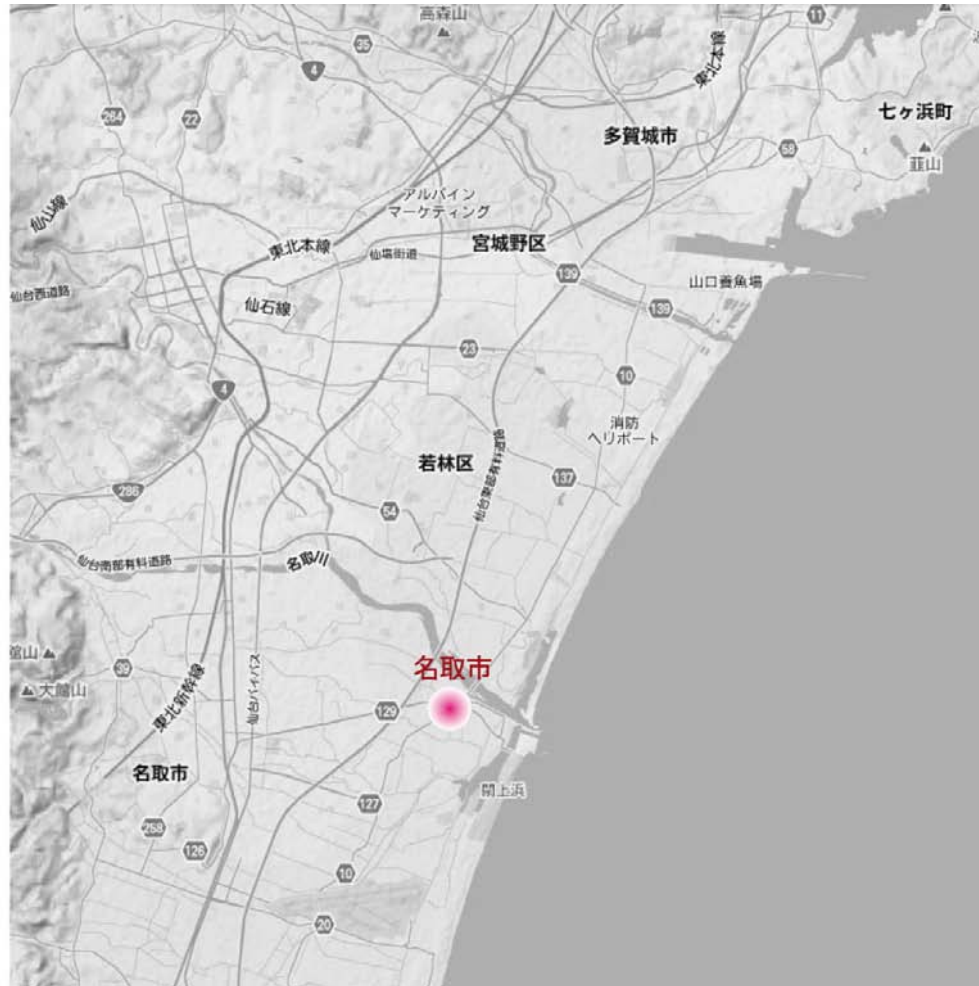 高森山
11
35
4
東北本線
264
22
七ヶ浜町
多賀城市
58
韮山
アルパイン
マーケティング
仙山線
宮城野区
東北本線
仙塩街道
139
山口養魚場
仙台西道路
仙石線
139
23
10
4
消防
ヘリポート
若林区
仙台東部有料道路
137
286
54
仙台南部有料道路
名取川
名取市
39
大館山
東北新幹線
仙台バイパス
129
名取市
閖上浜
127
258
126
10
20